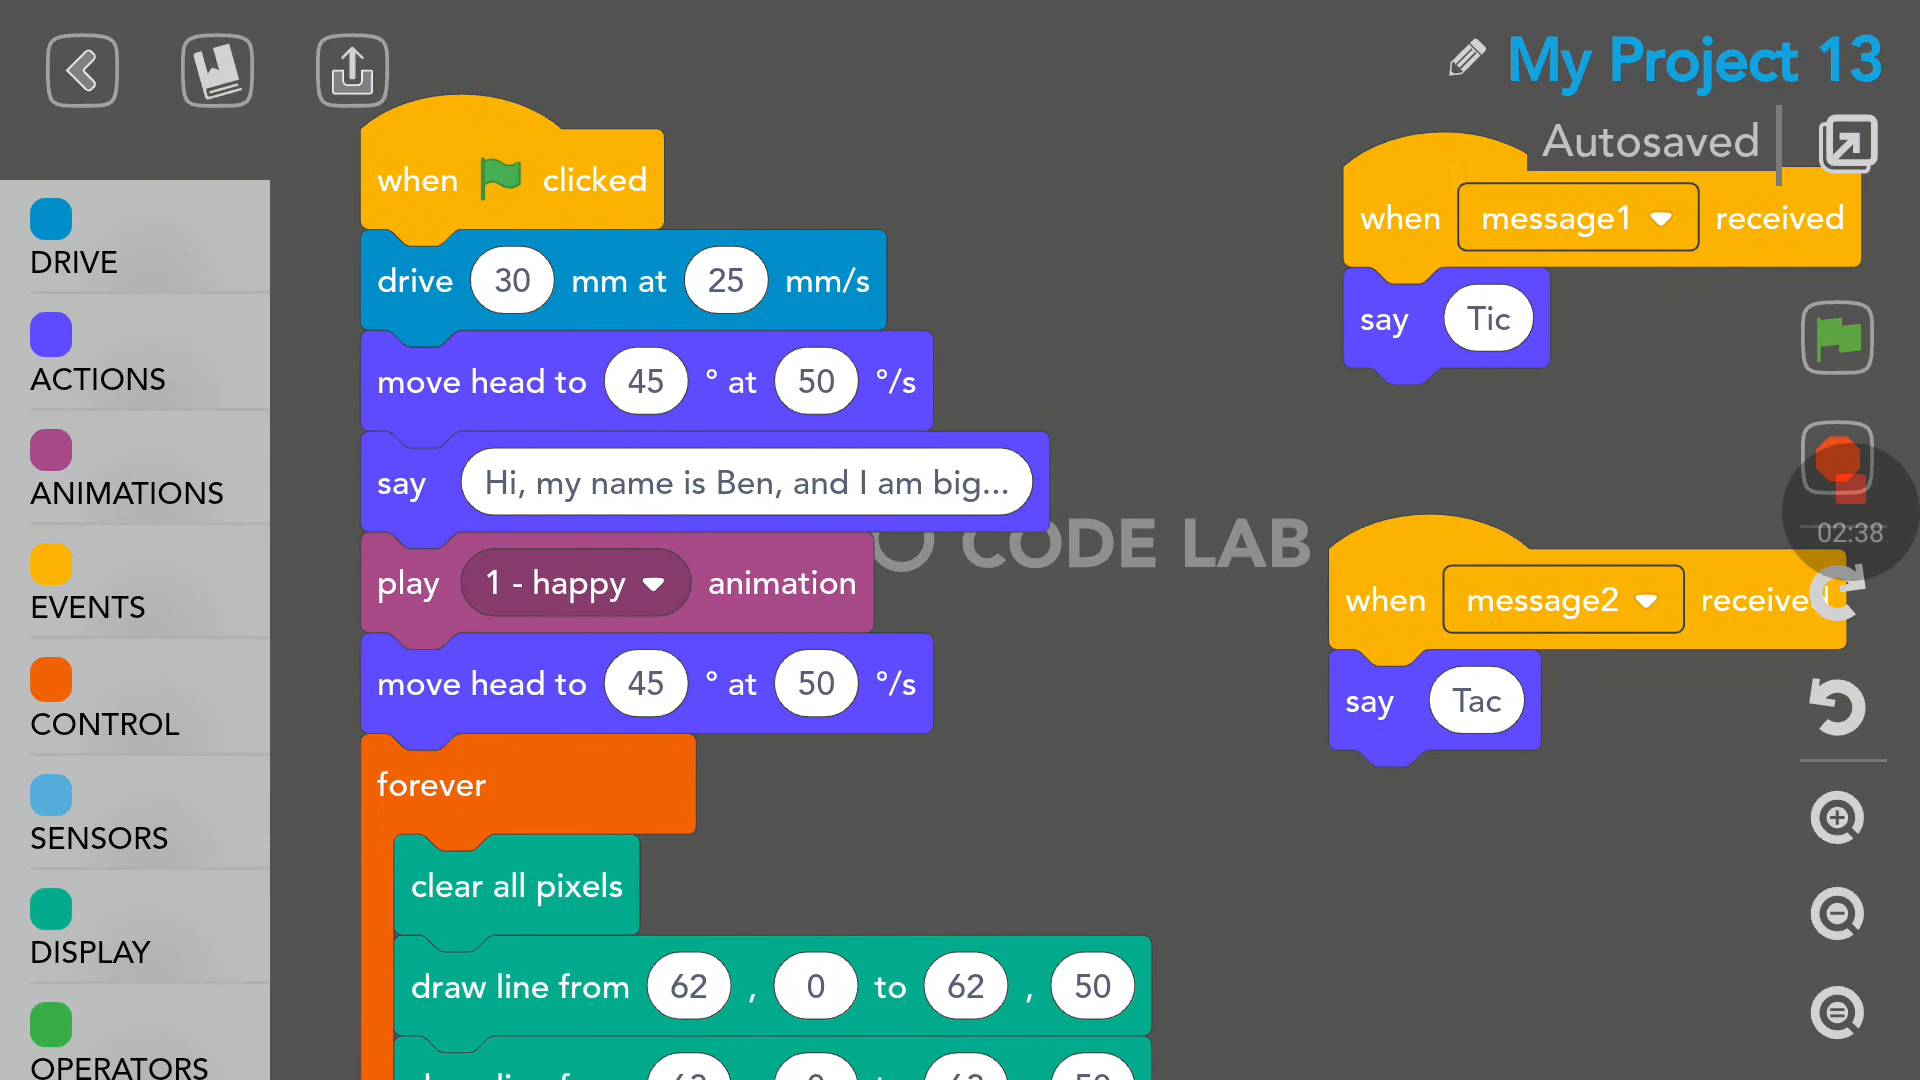 My Project 13
Autosaved
DRIVE
ACTIONS
ANIMATIONS
EVENTS
CONTROL
SENSORS
DISPLAY
OPERATORS
when clicked
drive 30 mm at 25 mm/s
move head to 45 ° at 50 °/s
say Hi, my name is Ben, and I am big...
play 1 - happy animation
move head to 45 ° at 50 °/s
forever
clear all pixels
draw line from 62 , 0 to 62 , 50
CODE LAB
when message1 received
say Tic
when message2 received
say Tac
02:38